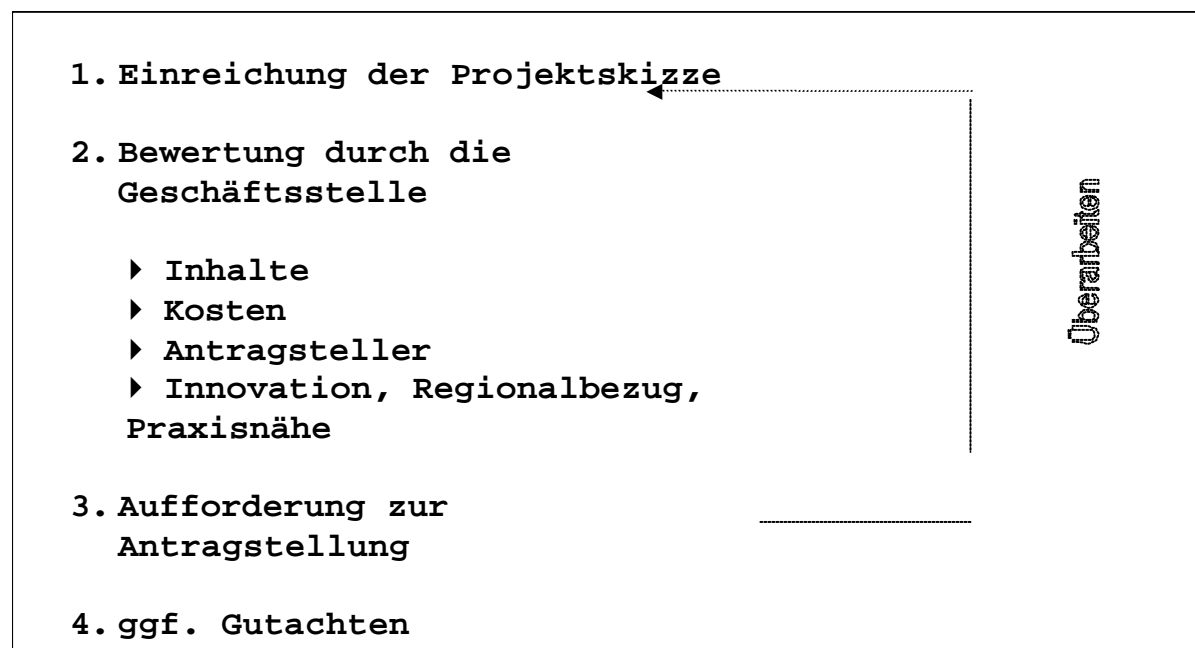 1. Einreichung der Projektskizze
2. Bewertung durch die
Geschäftsstelle
‣ Inhalte
‣ Kosten
‣ Antragsteller
‣ Innovation, Regionalbezug,
Praxisnähe
3. Aufforderung zur
Antragstellung
4. ggf. Gutachten
Überarbeiten